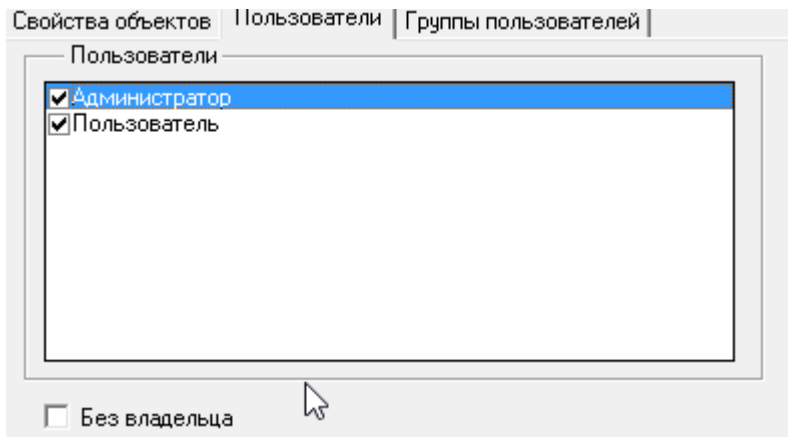 Свойства объектов Пользователи Группы пользователей
Пользователи
Администратор
Пользователь
Без владельца